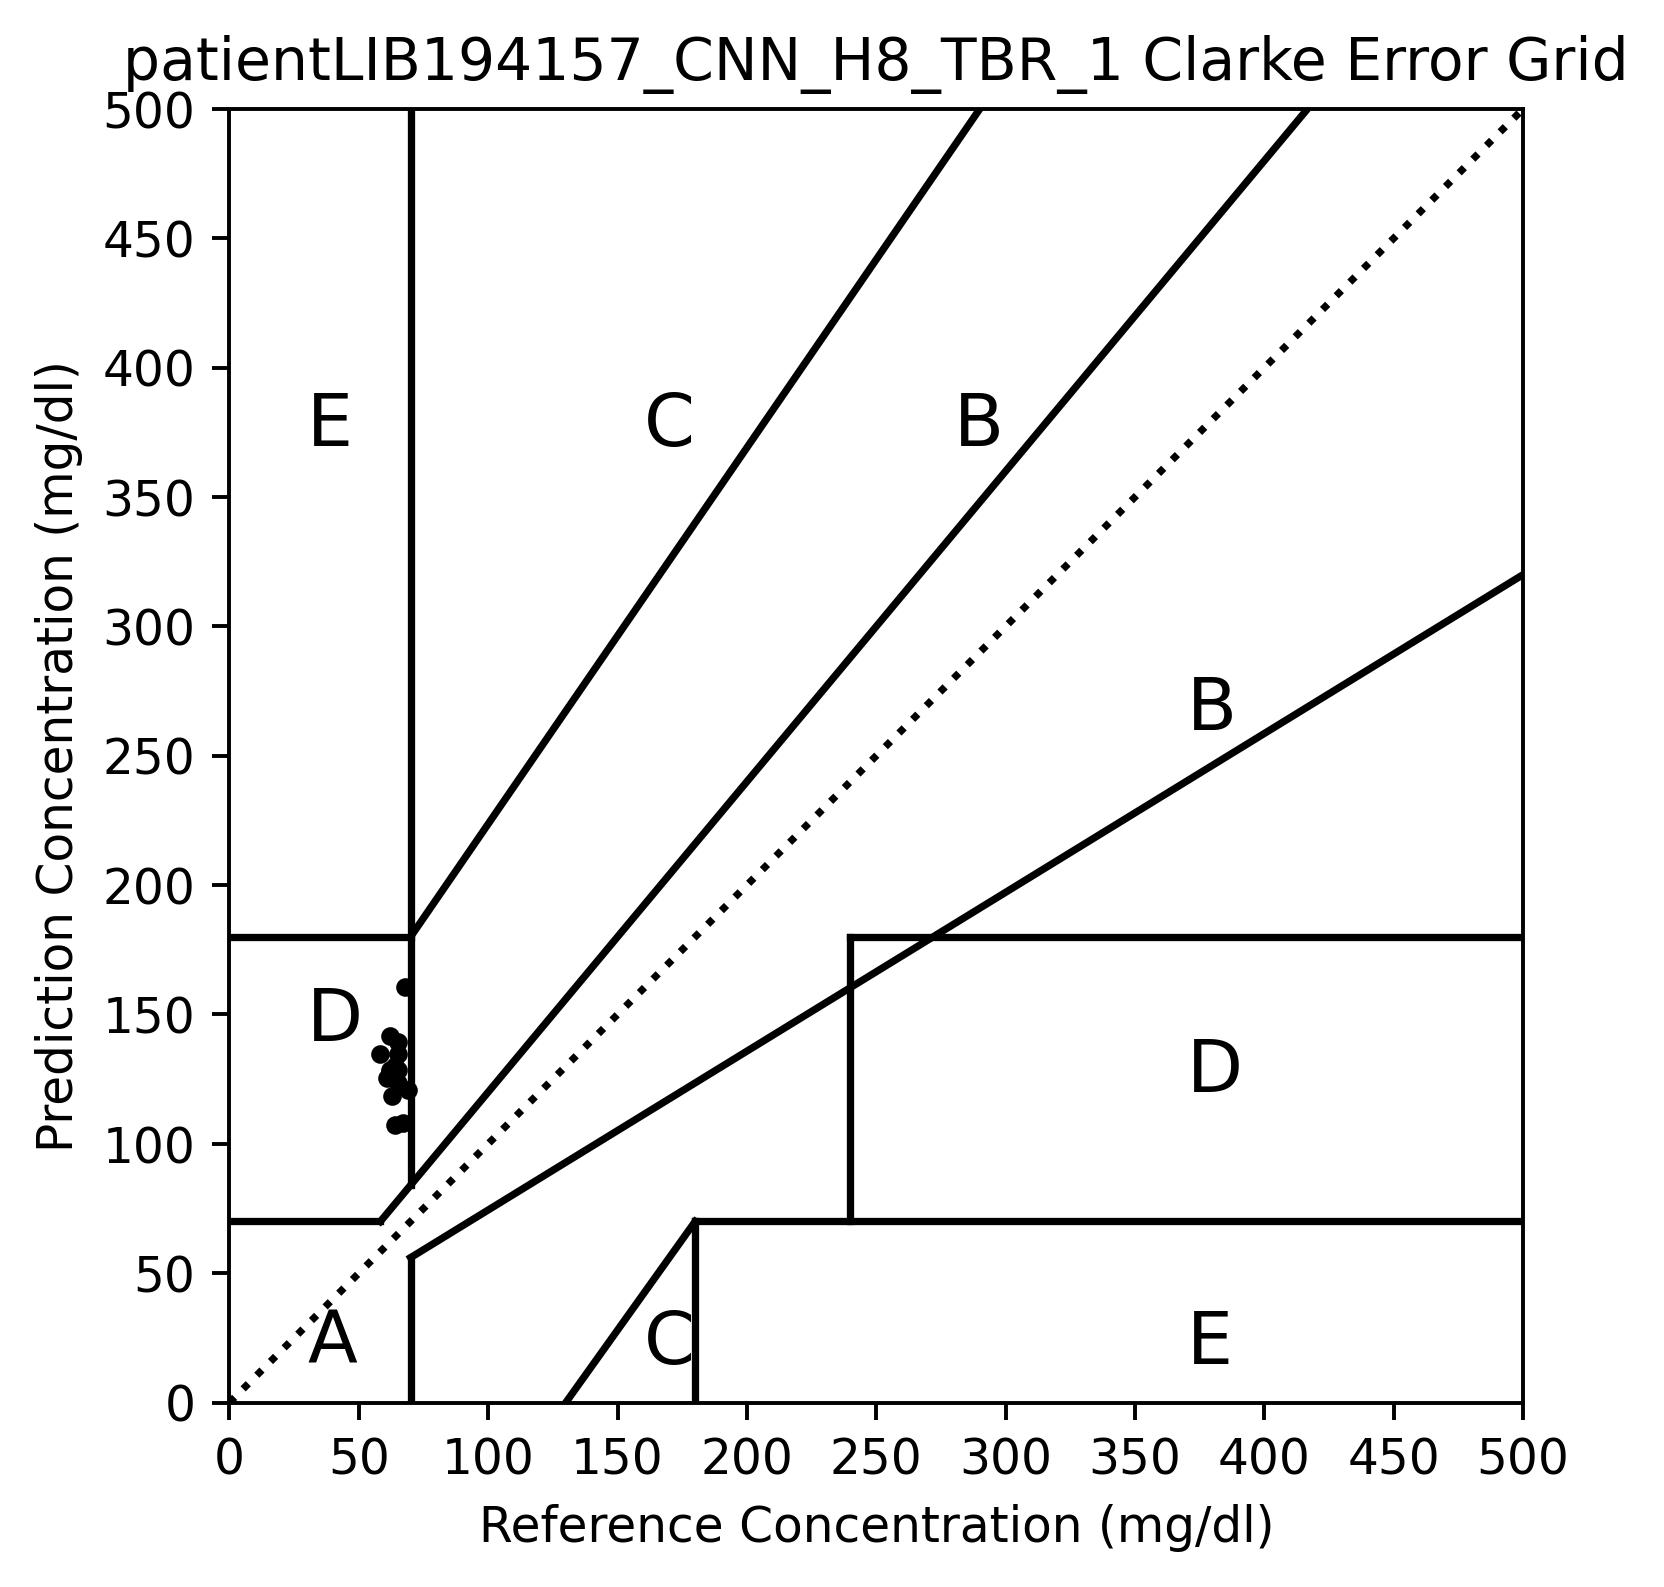 patientLIB194157_CNN_H8_TBR_1 Clarke Error Grid
500
450
400
350
300
250
200
150
100
50
0
Prediction Concentration (mg/dl)
E
C
B
B
D
D
A
C
E
0 50 100 150 200 250 300 350 400 450 500
Reference Concentration (mg/dl)